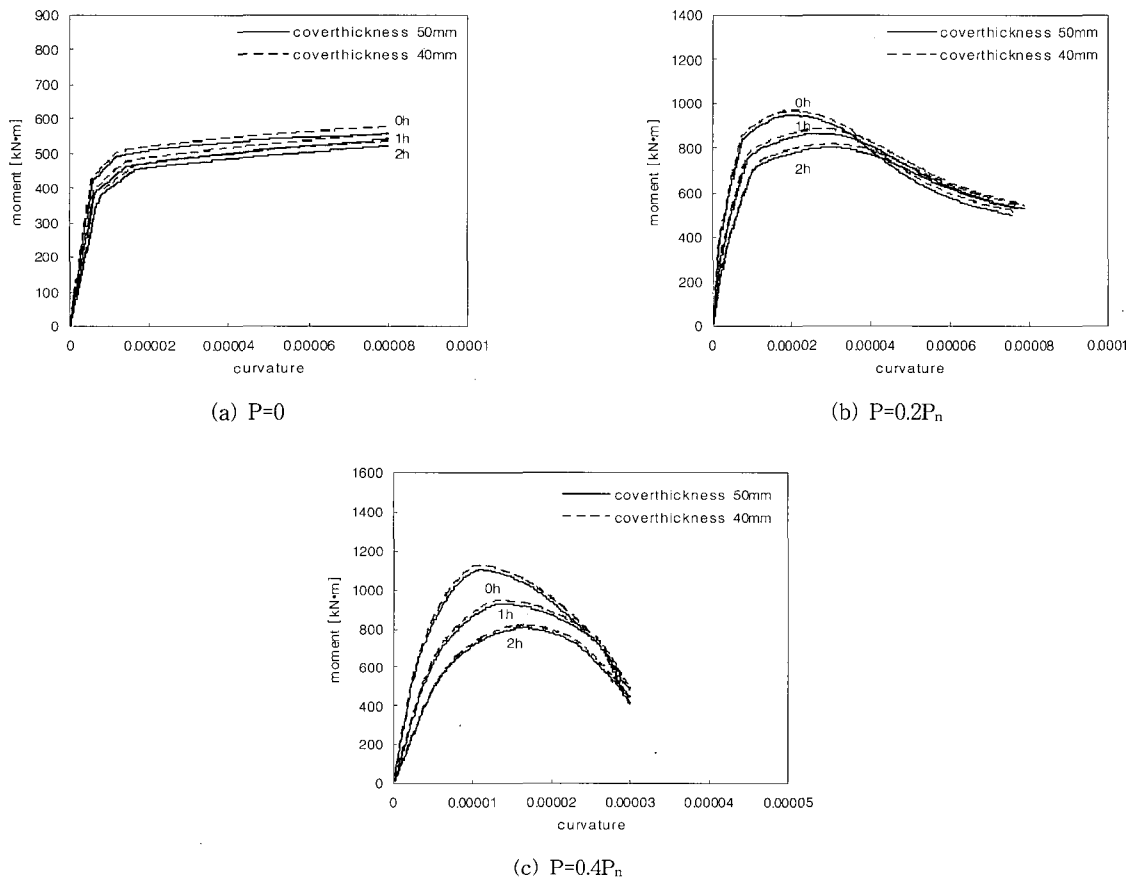 900
800
700
600
500
400
300
200
100
0
moment [kN•m]
coverthickness 50mm
coverthickness 40mm
0h
1h
2h
0 0.00002 0.00004 0.00006 0.00008 0.0001
curvature
(a) P=0
1400
1200
1000
800
600
400
200
0
moment [kN•m]
coverthickness 50mm
coverthickness 40mm
0h
1h
2h
0 0.00002 0.00004 0.00006 0.00008 0.0001
curvature
(b) P=0.2Pₙ
1600
1400
1200
1000
800
600
400
200
0
moment [kN•m]
coverthickness 50mm
coverthickness 40mm
0h
1h
2h
0 0.00001 0.00002 0.00003 0.00004 0.00005
curvature
(c) P=0.4Pₙ